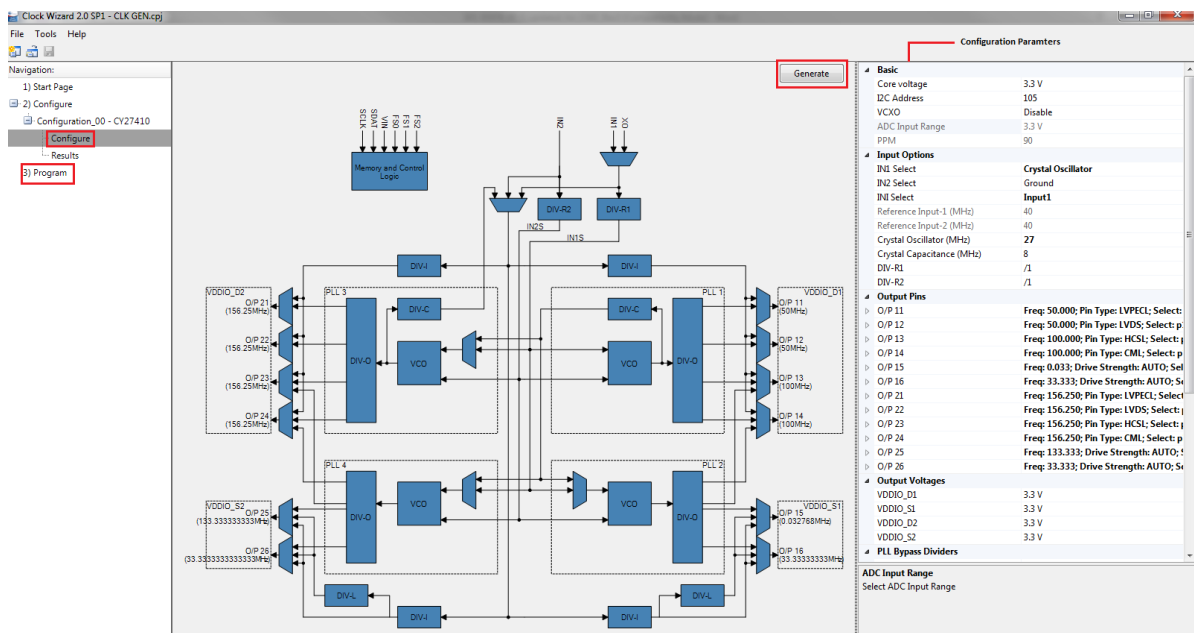 Clock Wizard 2.0 SP1 - CLK GEN.cpj
File Tools Help
Configuration Paramters
Navigation:
1) Start Page
2) Configure
Configuration_00 - CY27410
Configure
Results
3) Program
Generate
SCLK
SDAT
VIN
FS0
FS1
FS2
IN2
IN1
XO
Memory and Control
Logic
DIV-R2
DIV-R1
IN2S
IN1S
DIV-I
DIV-I
VDDIO_D2
O/P 21
(156.25MHz)
O/P 22
(156.25MHz)
O/P 23
(156.25MHz)
O/P 24
(156.25MHz)
PLL 3
DIV-C
DIV-O
VCO
PLL 1
DIV-C
VCO
DIV-O
VDDIO_D1
O/P 11
(50MHz)
O/P 12
(50MHz)
O/P 13
(100MHz)
O/P 14
(100MHz)
PLL 4
VDDIO_S2
O/P 25
(133.333333333MHz)
O/P 26
(33.3333333333333MHz)
DIV-O
VCO
PLL 2
VCO
DIV-O
VDDIO_S1
O/P 15
(0.032768MHz)
O/P 16
(33.33333333MHz)
DIV-L
DIV-L
DIV-I
DIV-I
Basic
Core voltage 3.3 V
I2C Address 105
VCXO Disable
ADC Input Range 3.3 V
PPM 90
Input Options
IN1 Select Crystal Oscillator
IN2 Select Ground
INI Select Input1
Reference Input-1 (MHz) 40
Reference Input-2 (MHz) 40
Crystal Oscillator (MHz) 27
Crystal Capacitance (MHz) 8
DIV-R1 /1
DIV-R2 /1
Output Pins
O/P 11 Freq: 50.000; Pin Type: LVPECL; Select:
O/P 12 Freq: 50.000; Pin Type: LVDS; Select:
O/P 13 Freq: 100.000; Pin Type: HCSL; Select:
O/P 14 Freq: 100.000; Pin Type: CML; Select:
O/P 15 Freq: 0.033; Drive Strength: AUTO; Sel
O/P 16 Freq: 33.333; Drive Strength: AUTO;
O/P 21 Freq: 156.250; Pin Type: LVPECL;
O/P 22 Freq: 156.250; Pin Type: LVDS; Select:
O/P 23 Freq: 156.250; Pin Type: HCSL; Select:
O/P 24 Freq: 156.250; Pin Type: CML; Select:
O/P 25 Freq: 133.333; Drive Strength: AUTO;
O/P 26 Freq: 33.333; Drive Strength: AUTO;
Output Voltages
VDDIO_D1 3.3 V
VDDIO_S1 3.3 V
VDDIO_D2 3.3 V
VDDIO_S2 3.3 V
PLL Bypass Dividers
ADC Input Range
Select ADC Input Range